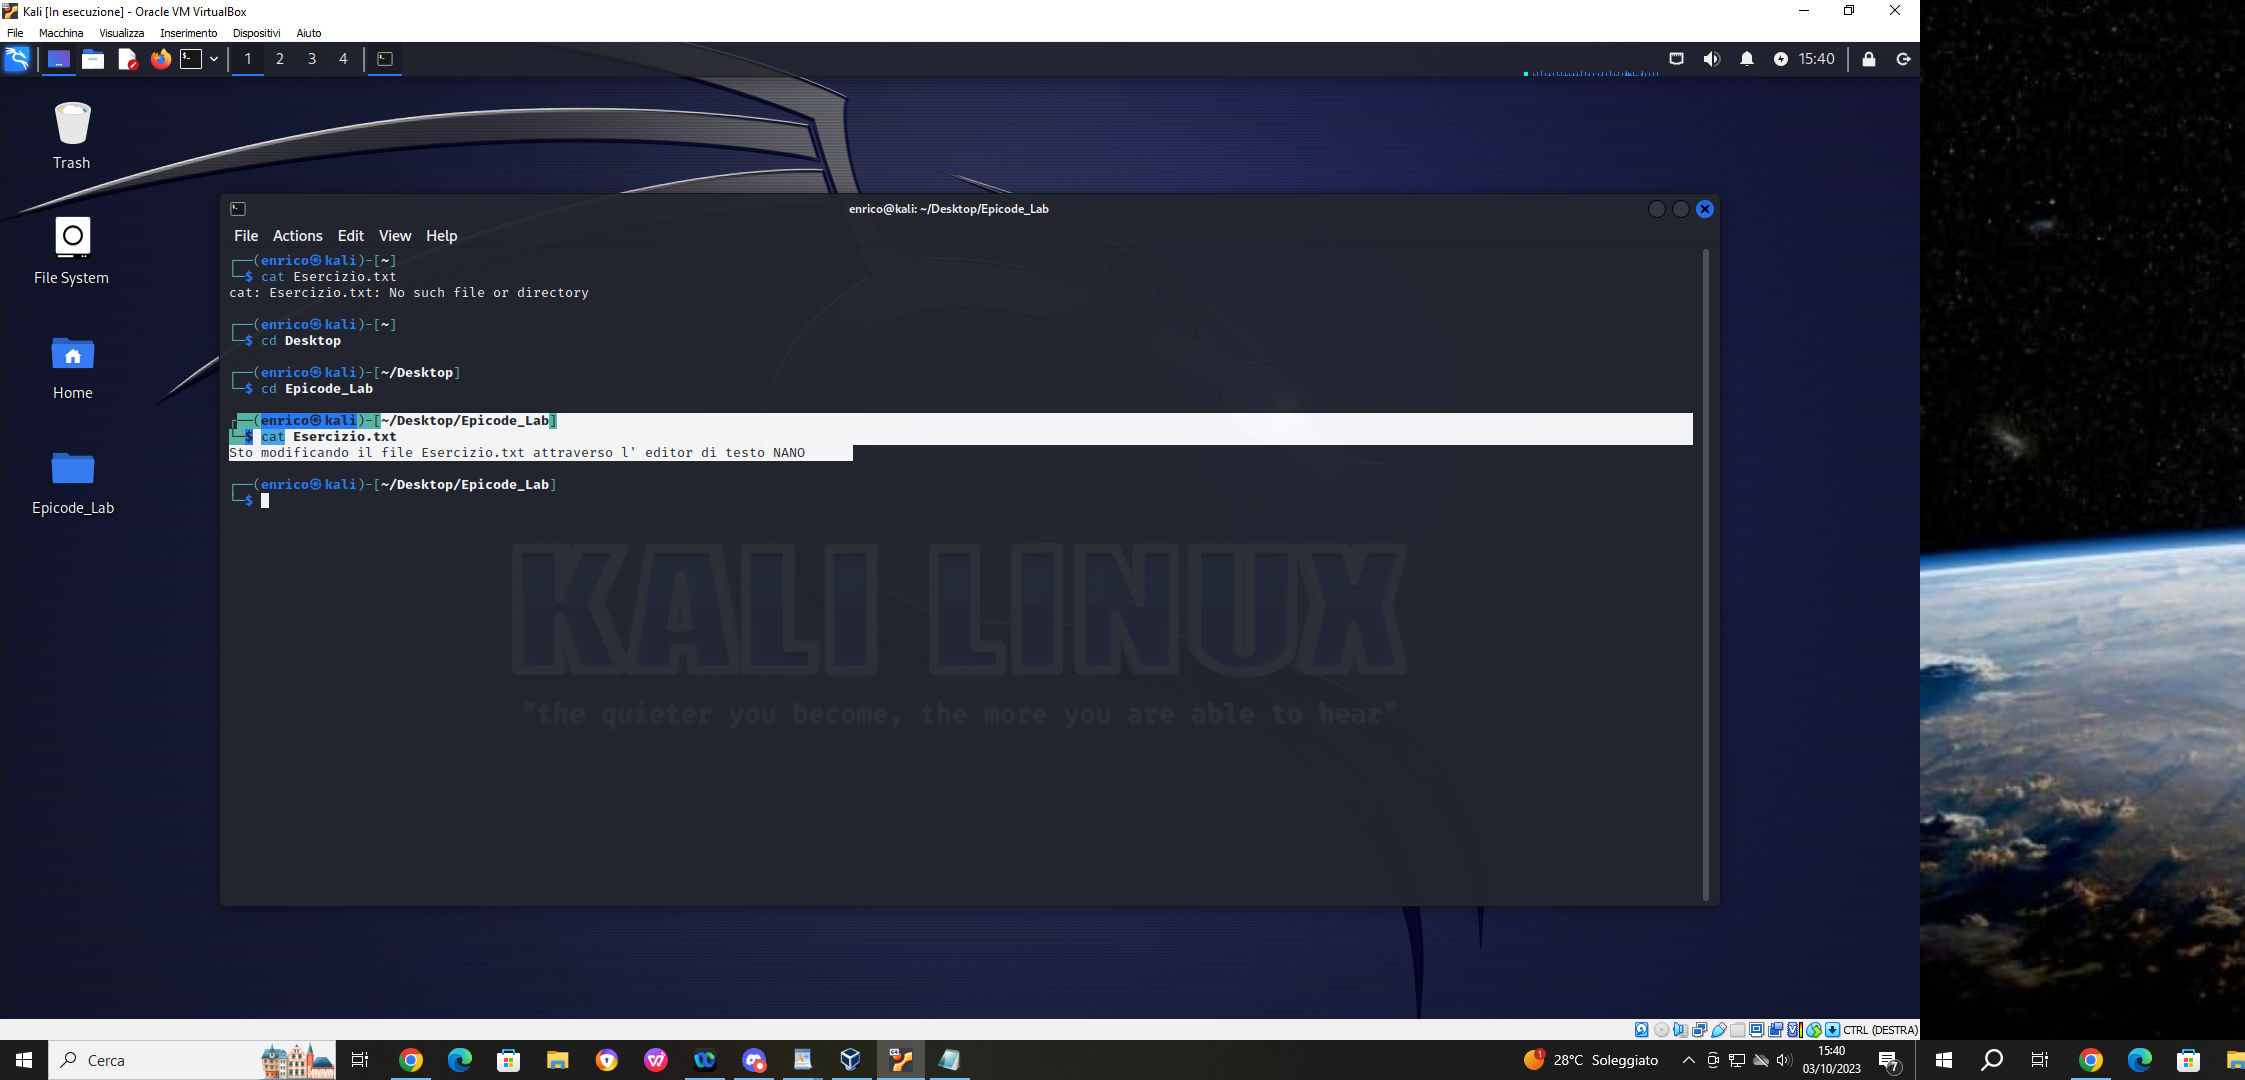 Kali [In esecuzione] - Oracle VM VirtualBox
File Macchina Visualizza Inserimento Dispositivi Aiuto
1 2 3 4
15:40
Trash
File System
Home
Epicode_Lab
enrico@kali: ~/Desktop/Epicode_Lab
File Actions Edit View Help
┌──(enrico㉿kali)-[~]
└─$ cat Esercizio.txt
cat: Esercizio.txt: No such file or directory
┌──(enrico㉿kali)-[~]
└─$ cd Desktop
┌──(enrico㉿kali)-[~/Desktop]
└─$ cd Epicode_Lab
┌──(enrico㉿kali)-[~/Desktop/Epicode_Lab]
└─$ cat Esercizio.txt
Sto modificando il file Esercizio.txt attraverso l' editor di testo NANO
┌──(enrico㉿kali)-[~/Desktop/Epicode_Lab]
└─$
KALI LINUX
"the quieter you become, the more you are able to hear"
CTRL (DESTRA)
Cerca
1
28°C Soleggiato
15:40
03/10/2023
7